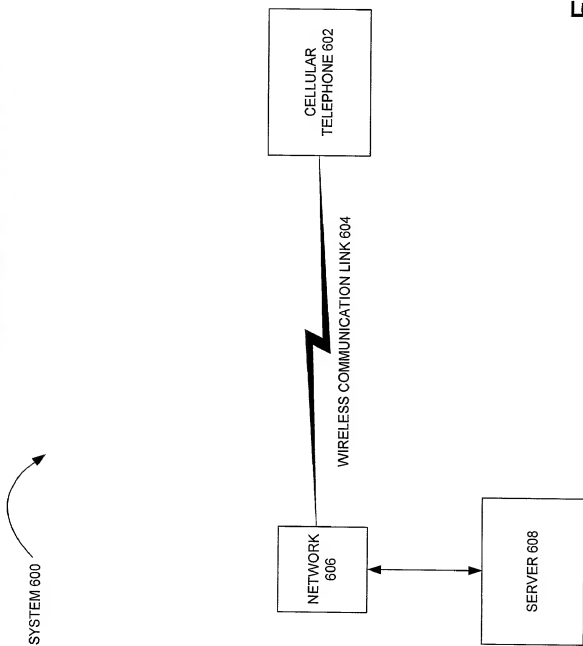 SYSTEM 600
NETWORK
606
SERVER 608
WIRELESS COMMUNICATION LINK 604
CELLULAR
TELEPHONE 602